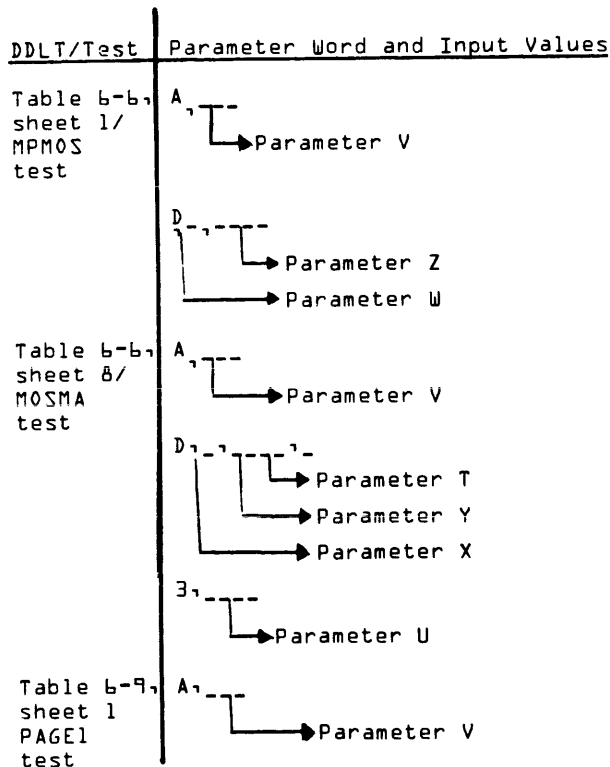 DDLT/Test Parameter Word and Input Values
Table 6-6, A, _ _ _
sheet 1/
MPMOS Parameter V
test
D _ , _ _ _
Parameter Z
Parameter W
Table 6-6, A, _ _ _
sheet 8/
MOSMA Parameter V
test
D, _ , _ _ _ , _
Parameter T
Parameter Y
Parameter X
3, _ _ _ _
Parameter U
Table 6-9, A, _ _
sheet 1
PAGE1 Parameter V
test